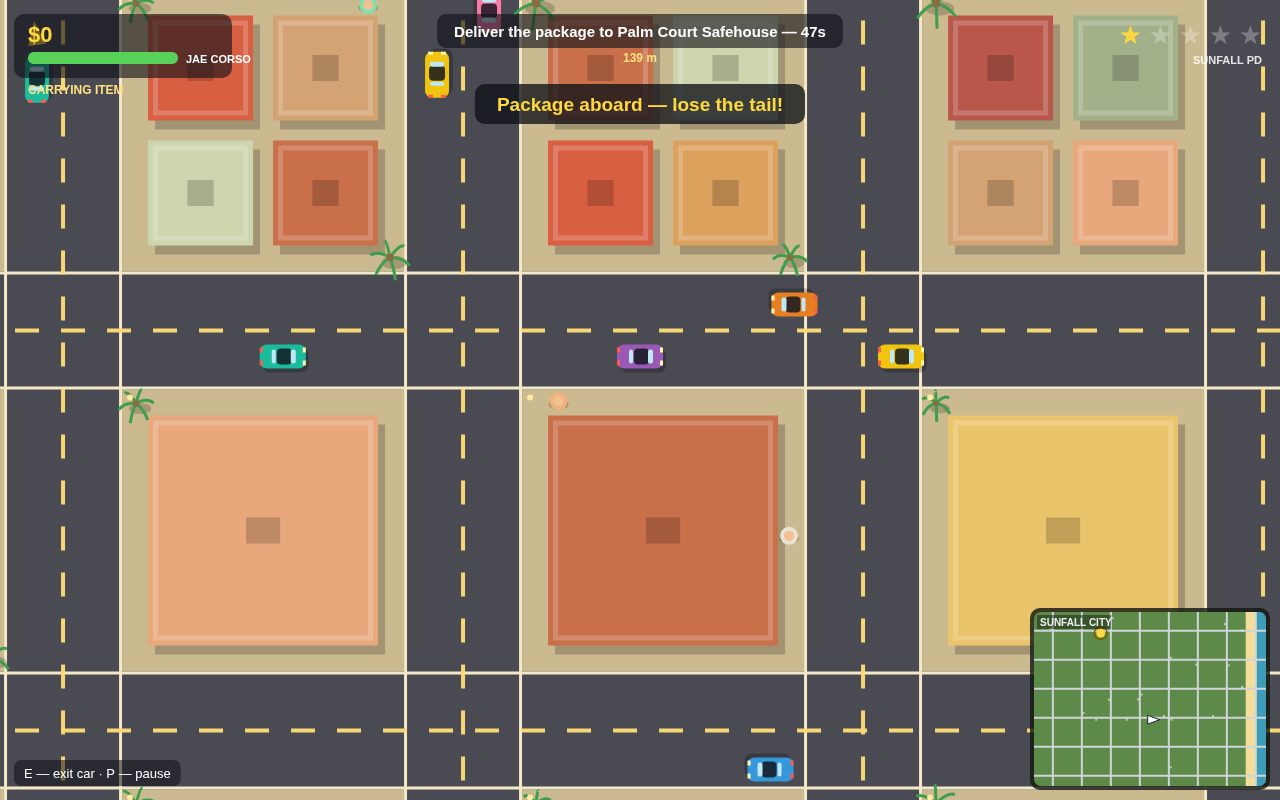 $0
JAE CORSO
CARRYING ITEM
Deliver the package to Palm Court Safehouse — 47s
139 m
Package aboard — lose the tail!
SUNFALL PD
SUNFALL CITY
E — exit car · P — pause